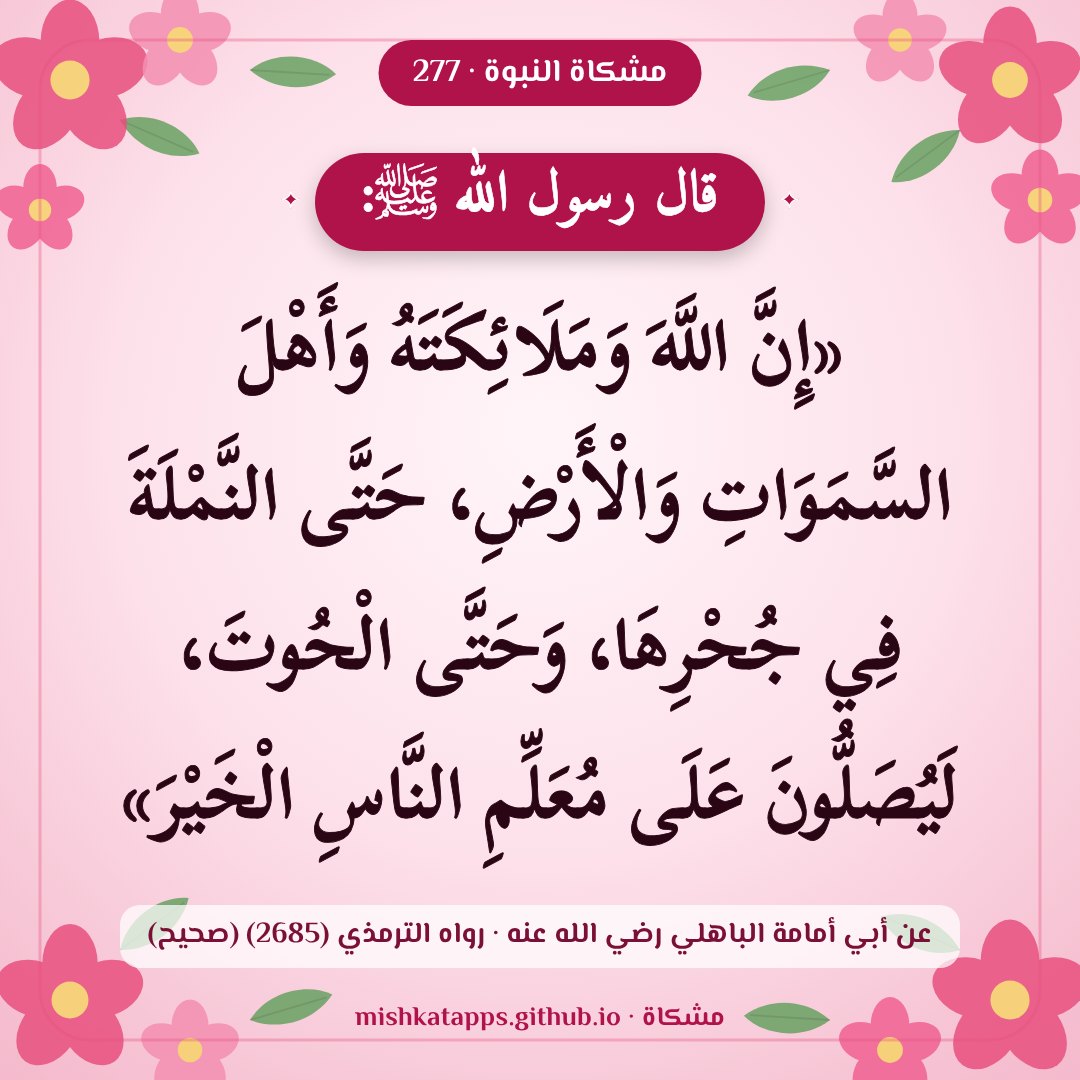 مشكاة النبوة · 277
قال رسول الله ﷺ:
«إِنَّ اللَّهَ وَمَلَائِكَتَهُ وَأَهْلَ
السَّمَوَاتِ وَالْأَرْضِ، حَتَّى النَّمْلَةَ
فِي جُحْرِهَا، وَحَتَّى الْحُوتَ،
لَيُصَلُّونَ عَلَى مُعَلِّمِ النَّاسِ الْخَيْرَ»
عن أبي أمامة الباهلي رضي الله عنه · رواه الترمذي (2685) (صحيح)
مشكاة · mishkatapps.github.io